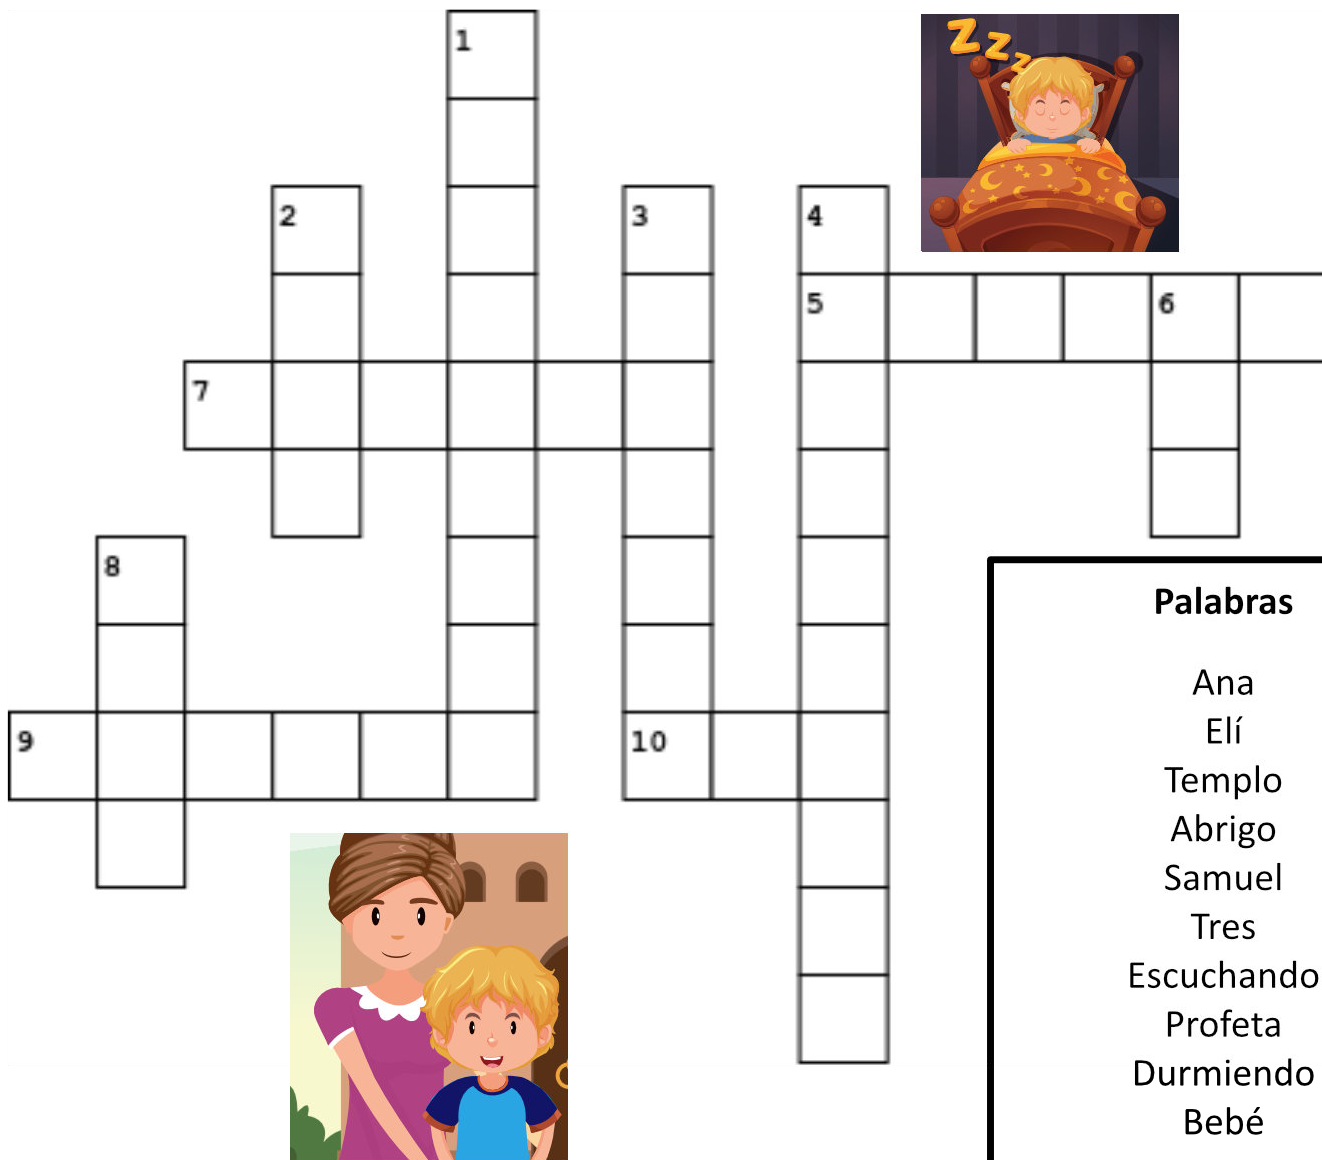 1
Z Z Z
2
3
4
5
6
7
8
9
10
Palabras
Ana
Elí
Templo
Abrigo
Samuel
Tres
Escuchando
Profeta
Durmiendo
Bebé